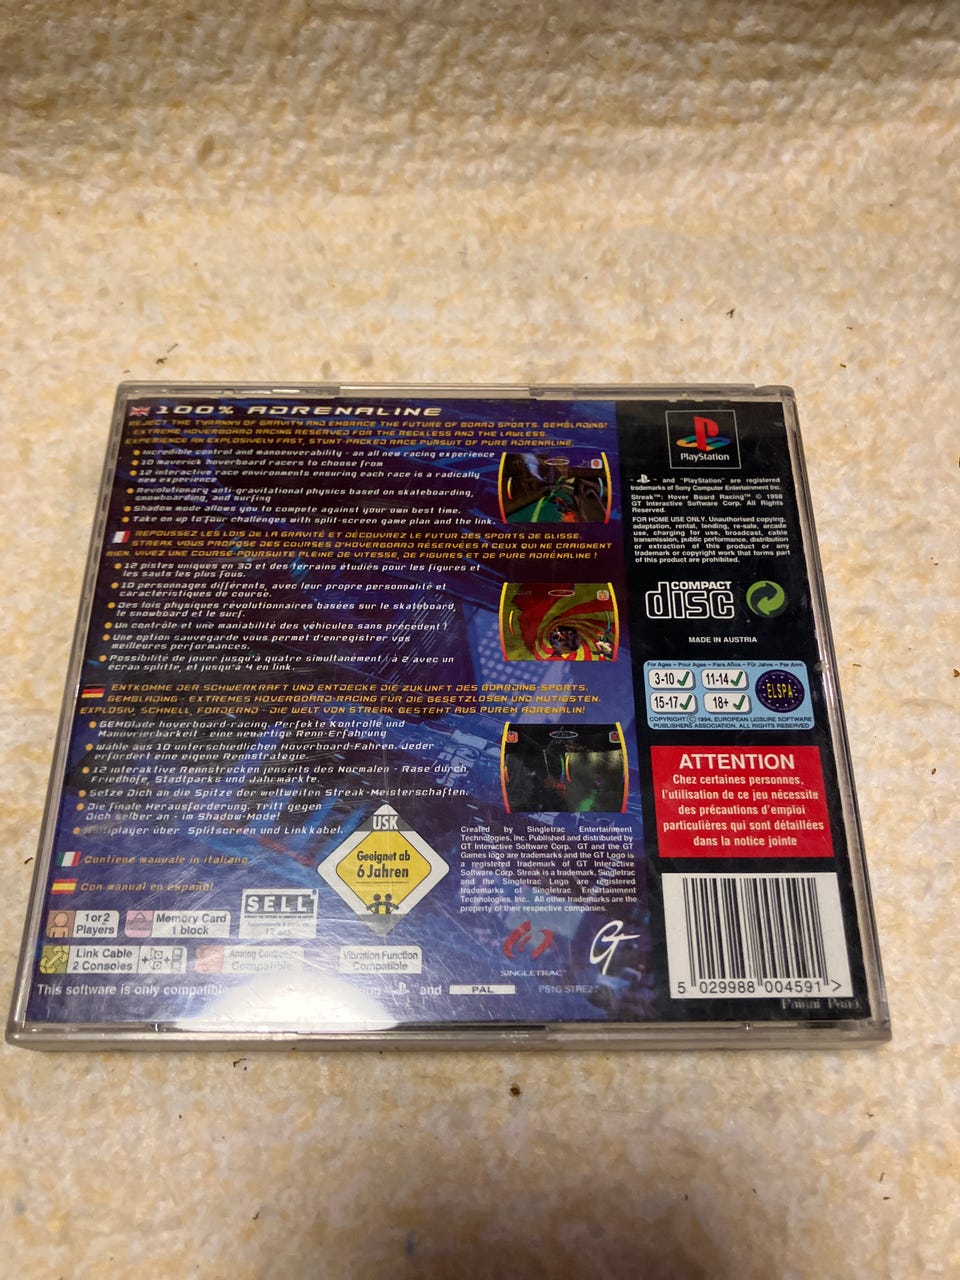 100% ADRENALINE
REJECT THE TYRANNY OF GRAVITY AND EMBRACE THE FUTURE OF BOARD SPORTS. GEMBLADING!
EXTREME HOVERBOARD RACING RESERVED FOR THE RECKLESS AND THE LAWLESS.
EXPERIENCE AN EXPLOSIVELY FAST, STUNT-PACKED RACE PURSUIT OF PURE ADRENALINE.
Incredible control and manoeuverability - an all new racing experience
10 maverick hoverboard racers to choose from
12 interactive race environments ensuring each race is a radically
new experience
Revolutionary anti-gravitational physics based on skateboarding,
snowboarding, and surfing
Shadow mode allows you to compete against your own best time.
Take on up to four challenges with split-screen game plan and the link.
REPOUSSEZ LES LOIS DE LA GRAVITÉ ET DÉCOUVREZ LE FUTUR DES SPORTS DE GLISSE.
STREAK VOUS PROPOSE DES COURSES D'HOVERBOARD RÉSERVÉES À CEUX QUI NE CRAIGNENT
RIEN. VIVEZ UNE COURSE-POURSUITE PLEINE DE VITESSE, DE FIGURES ET DE PURE ADRÉNALINE !
12 pistes uniques en 3D et des terrains étudiés pour les figures et
les sauts les plus fous.
10 personnages différents, avec leur propre personnalité et
caractéristiques de course.
Des lois physiques révolutionnaires basées sur le skateboard,
le snowboard et le surf.
Un contrôle et une maniabilité des véhicules sans précédent !
Une option sauvegarde vous permet d'enregistrer vos
meilleures performances.
Possibilité de jouer jusqu'à quatre simultanément : à 2 avec un
écran splitté, et jusqu'à 4 en link.
ENTKOMME DER SCHWERKRAFT UND ENTDECKE DIE ZUKUNFT DES BOARDING-SPORTS.
GEMBLADING - EXTREMES HOVERBOARD-RACING FÜR DIE GESETZLOSEN UND MUTIGSTEN.
EXPLOSIV SCHNELL, FORDERND - DIE WELT VON STREAK BESTEHT AUS PUREM ADRENALIN!
GEMGlade hoverboard-racing. Perfekte Kontrolle und
Manövrierbarkeit - eine neuartige Renn-Erfahrung
Wähle aus 10 unterschiedlichen Hoverboard-Fahren. Jeder
erfordert eine eigene Rennstrategie.
12 interaktive Rennstrecken jenseits des Normalen - Rase durch
Friedhöfe, Stadtparks und Jahrmärkte.
Setze Dich an die Spitze der weltweiten Streak-Meisterschaften.
Die finale Herausforderung. Tritt gegen
Dich selber an - im Shadow-Mode!
Multiplayer über Splitscreen und Linkkabel.
Contiene manuale in italiano
Con manual en español
1 or 2
Players
Memory Card
1 block
Link Cable
2 Consoles
Analog Controller
Compatible
Vibration Function
Compatible
SELL
12 ans
USK
Geeignet ab
6 Jahren
This software is only compatible
and
PAL
Created by Singletrac Entertainment
Technologies, Inc. Published and distributed by
GT Interactive Software Corp. GT and the GT
Games logo are trademarks and the GT Logo is
a registered trademark of GT Interactive
Software Corp. Streak is a trademark, Singletrac
and the Singletrac Logo are registered
trademarks of Singletrac Entertainment
Technologies, Inc. All other trademarks are the
property of their respective companies.
SINGLETRAC
GT
PlayStation
"PS" and "PlayStation" are registered
trademarks of Sony Computer Entertainment Inc.
Streak™: Hover Board Racing™ © 1998
GT Interactive Software Corp. All Rights
Reserved.
FOR HOME USE ONLY. Unauthorised copying,
adaptation, rental, lending, re-sale, arcade
use, charging for use, broadcast, cable
transmission, public performance, distribution
or extraction of this product or any
trademark or copyright work that forms part
of this product are prohibited.
COMPACT
disc
MADE IN AUSTRIA
For Ages - Pour Ages - Para Años - Für Jahre - Per Anni
3-10 11-14
15-17 18+
ELSPA
COPYRIGHT © 1994, EUROPEAN LEISURE SOFTWARE
PUBLISHERS ASSOCIATION. ALL RIGHTS RESERVED
ATTENTION
Chez certaines personnes,
l'utilisation de ce jeu nécessite
des précautions d'emploi
particulières qui sont détaillées
dans la notice jointe
5 029988 004591 >